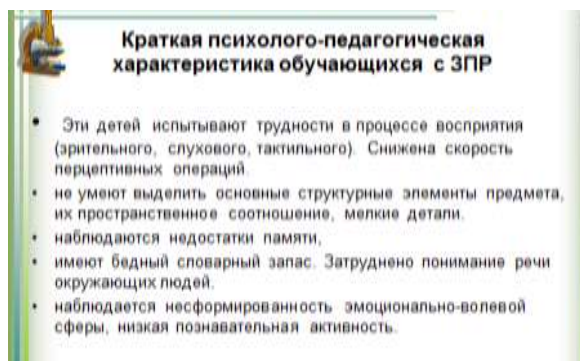 Краткая психолого-педагогическая
характеристика обучающихся с ЗПР
• Эти детей испытывают трудности в процессе восприятия
(зрительного, слухового, тактильного). Снижена скорость
перцептивных операций.
• не умеют выделить основные структурные элементы предмета,
их пространственное соотношение, мелкие детали.
• наблюдаются недостатки памяти,
• имеют бедный словарный запас. Затруднено понимание речи
окружающих людей.
• наблюдается несформированность эмоционально-волевой
сферы, низкая познавательная активность.